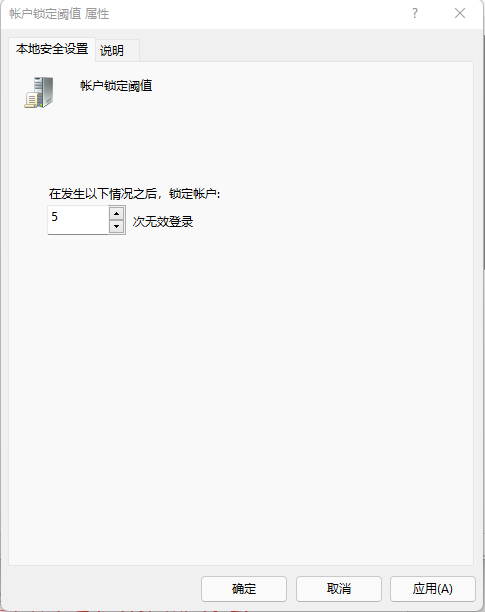 帐户锁定阈值 属性
本地安全设置 说明
帐户锁定阈值
在发生以下情况之后，锁定帐户:
5 次无效登录
确定 取消 应用(A)